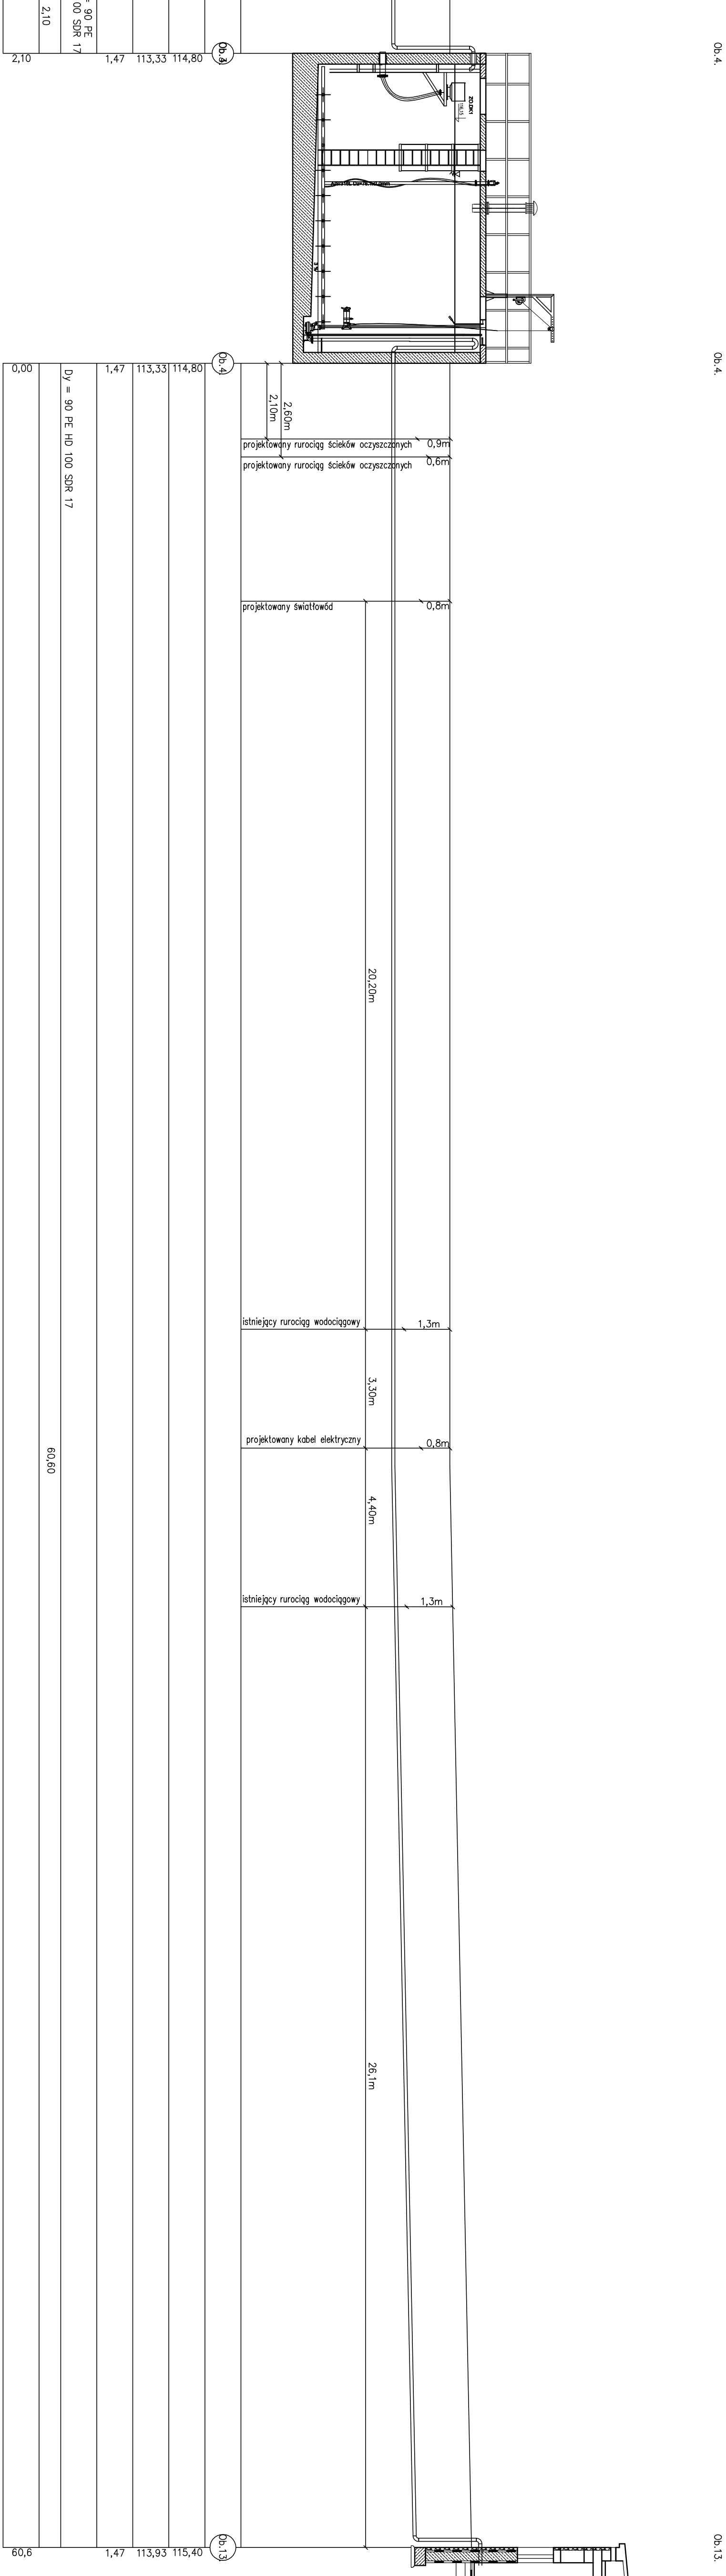 = 90 PE
00 SDR 17
2,10
2,10
1,47
113,33
114,80
Ob.3.
Ob.4.
ZO.DK1
Ob.4.
Ob.4.
0,00
1,47
113,33
114,80
Dy = 90 PE HD 100 SDR 17
2,10m
2,60m
projektowany rurociąg ścieków oczyszczonych
0,9m
projektowany rurociąg ścieków oczyszczonych
0,6m
projektowany światłowód
0,8m
20,20m
istniejący rurociąg wodociągowy
1,3m
3,30m
projektowany kabel elektryczny
0,8m
60,60
4,40m
istniejący rurociąg wodociągowy
1,3m
26,1m
60,6
1,47
113,93
115,40
Ob.13.
Ob.13.